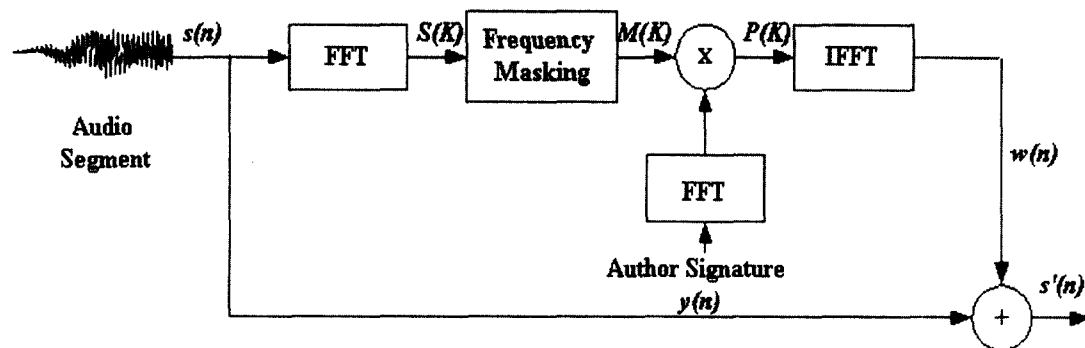 s(n)
FFT
S(K)
Frequency
Masking
M(K)
X
P(K)
IFFT
Audio
Segment
w(n)
FFT
Author Signature
y(n)
+
s'(n)